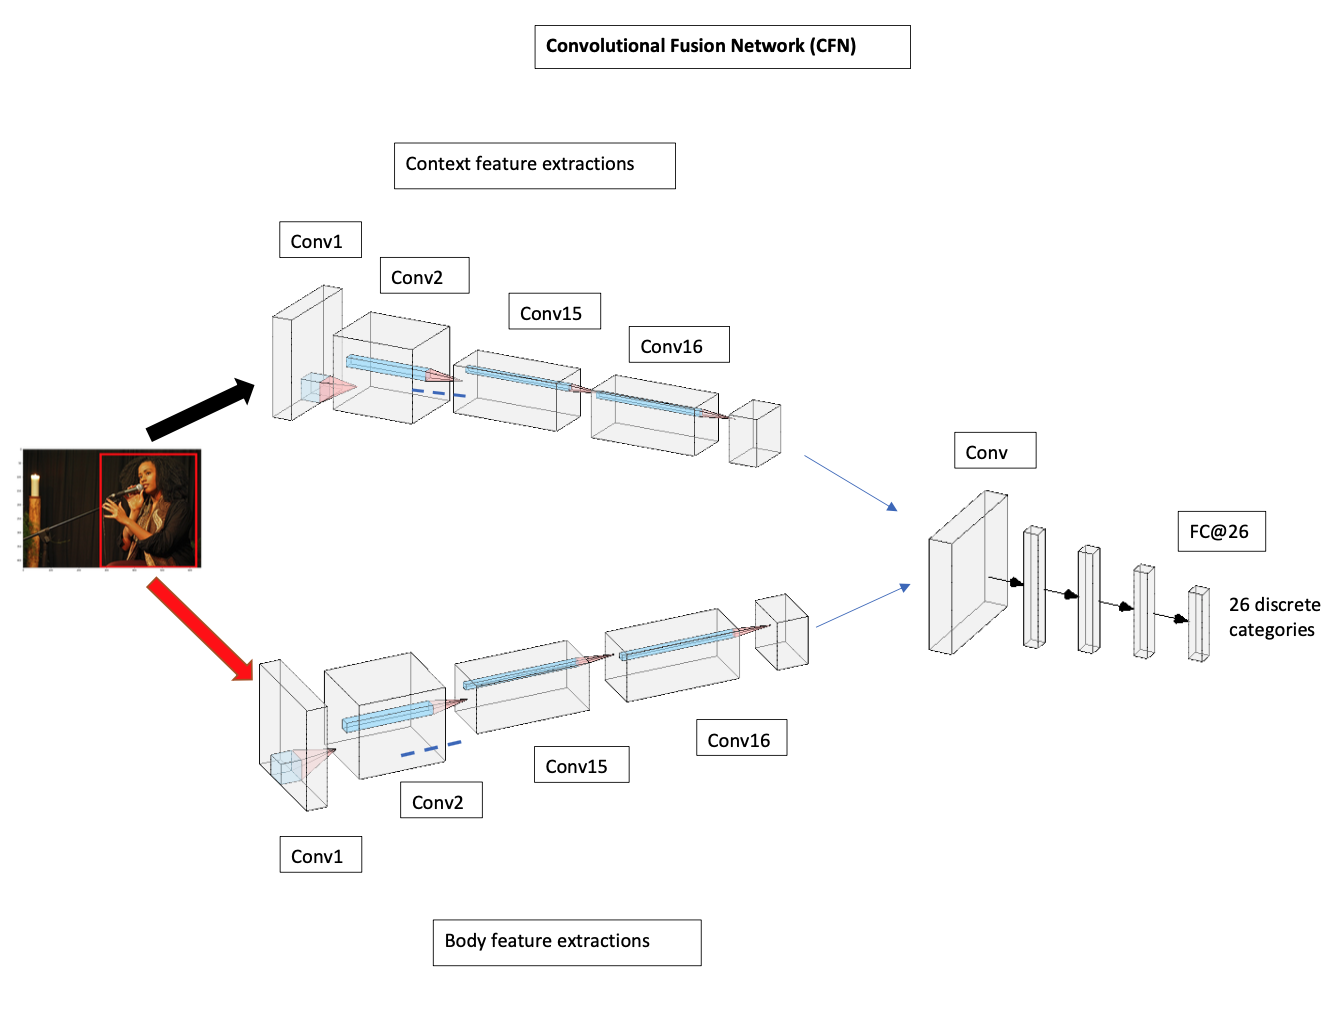 Convolutional Fusion Network (CFN)
Context feature extractions
Conv1
Conv2
Conv15
Conv16
Conv
FC@26
26 discrete
categories
Conv16
Conv15
Conv2
Conv1
Body feature extractions